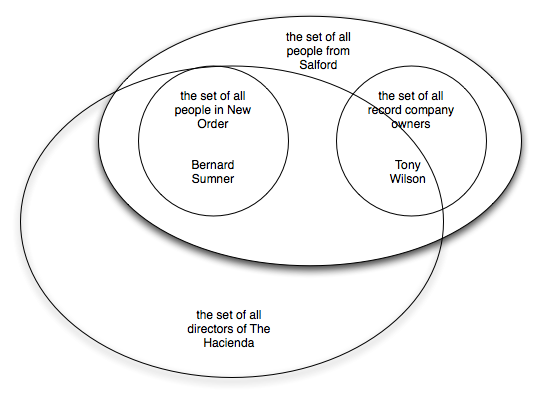 the set of all
people from
Salford
the set of all
people in New
Order
the set of all
record company
owners
Bernard
Sumner
Tony
Wilson
the set of all
directors of The
Hacienda